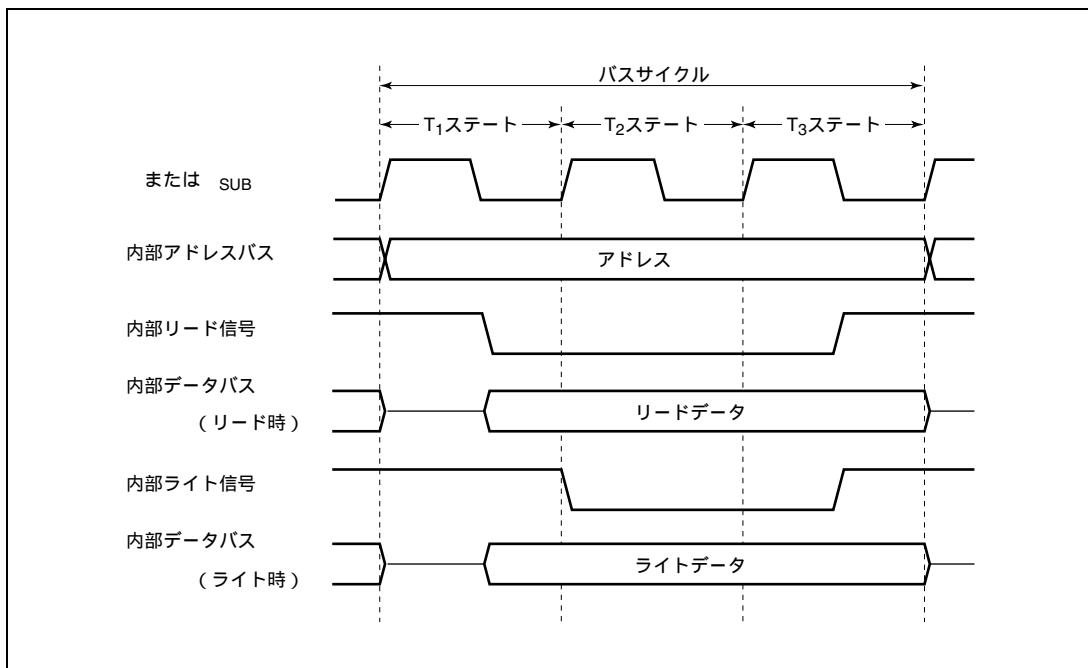 バスサイクル
T1ステート T2ステート T3ステート
または SUB
内部アドレスバス
アドレス
内部リード信号
内部データバス
(リード時)
リードデータ
内部ライト信号
内部データバス
(ライト時)
ライトデータ